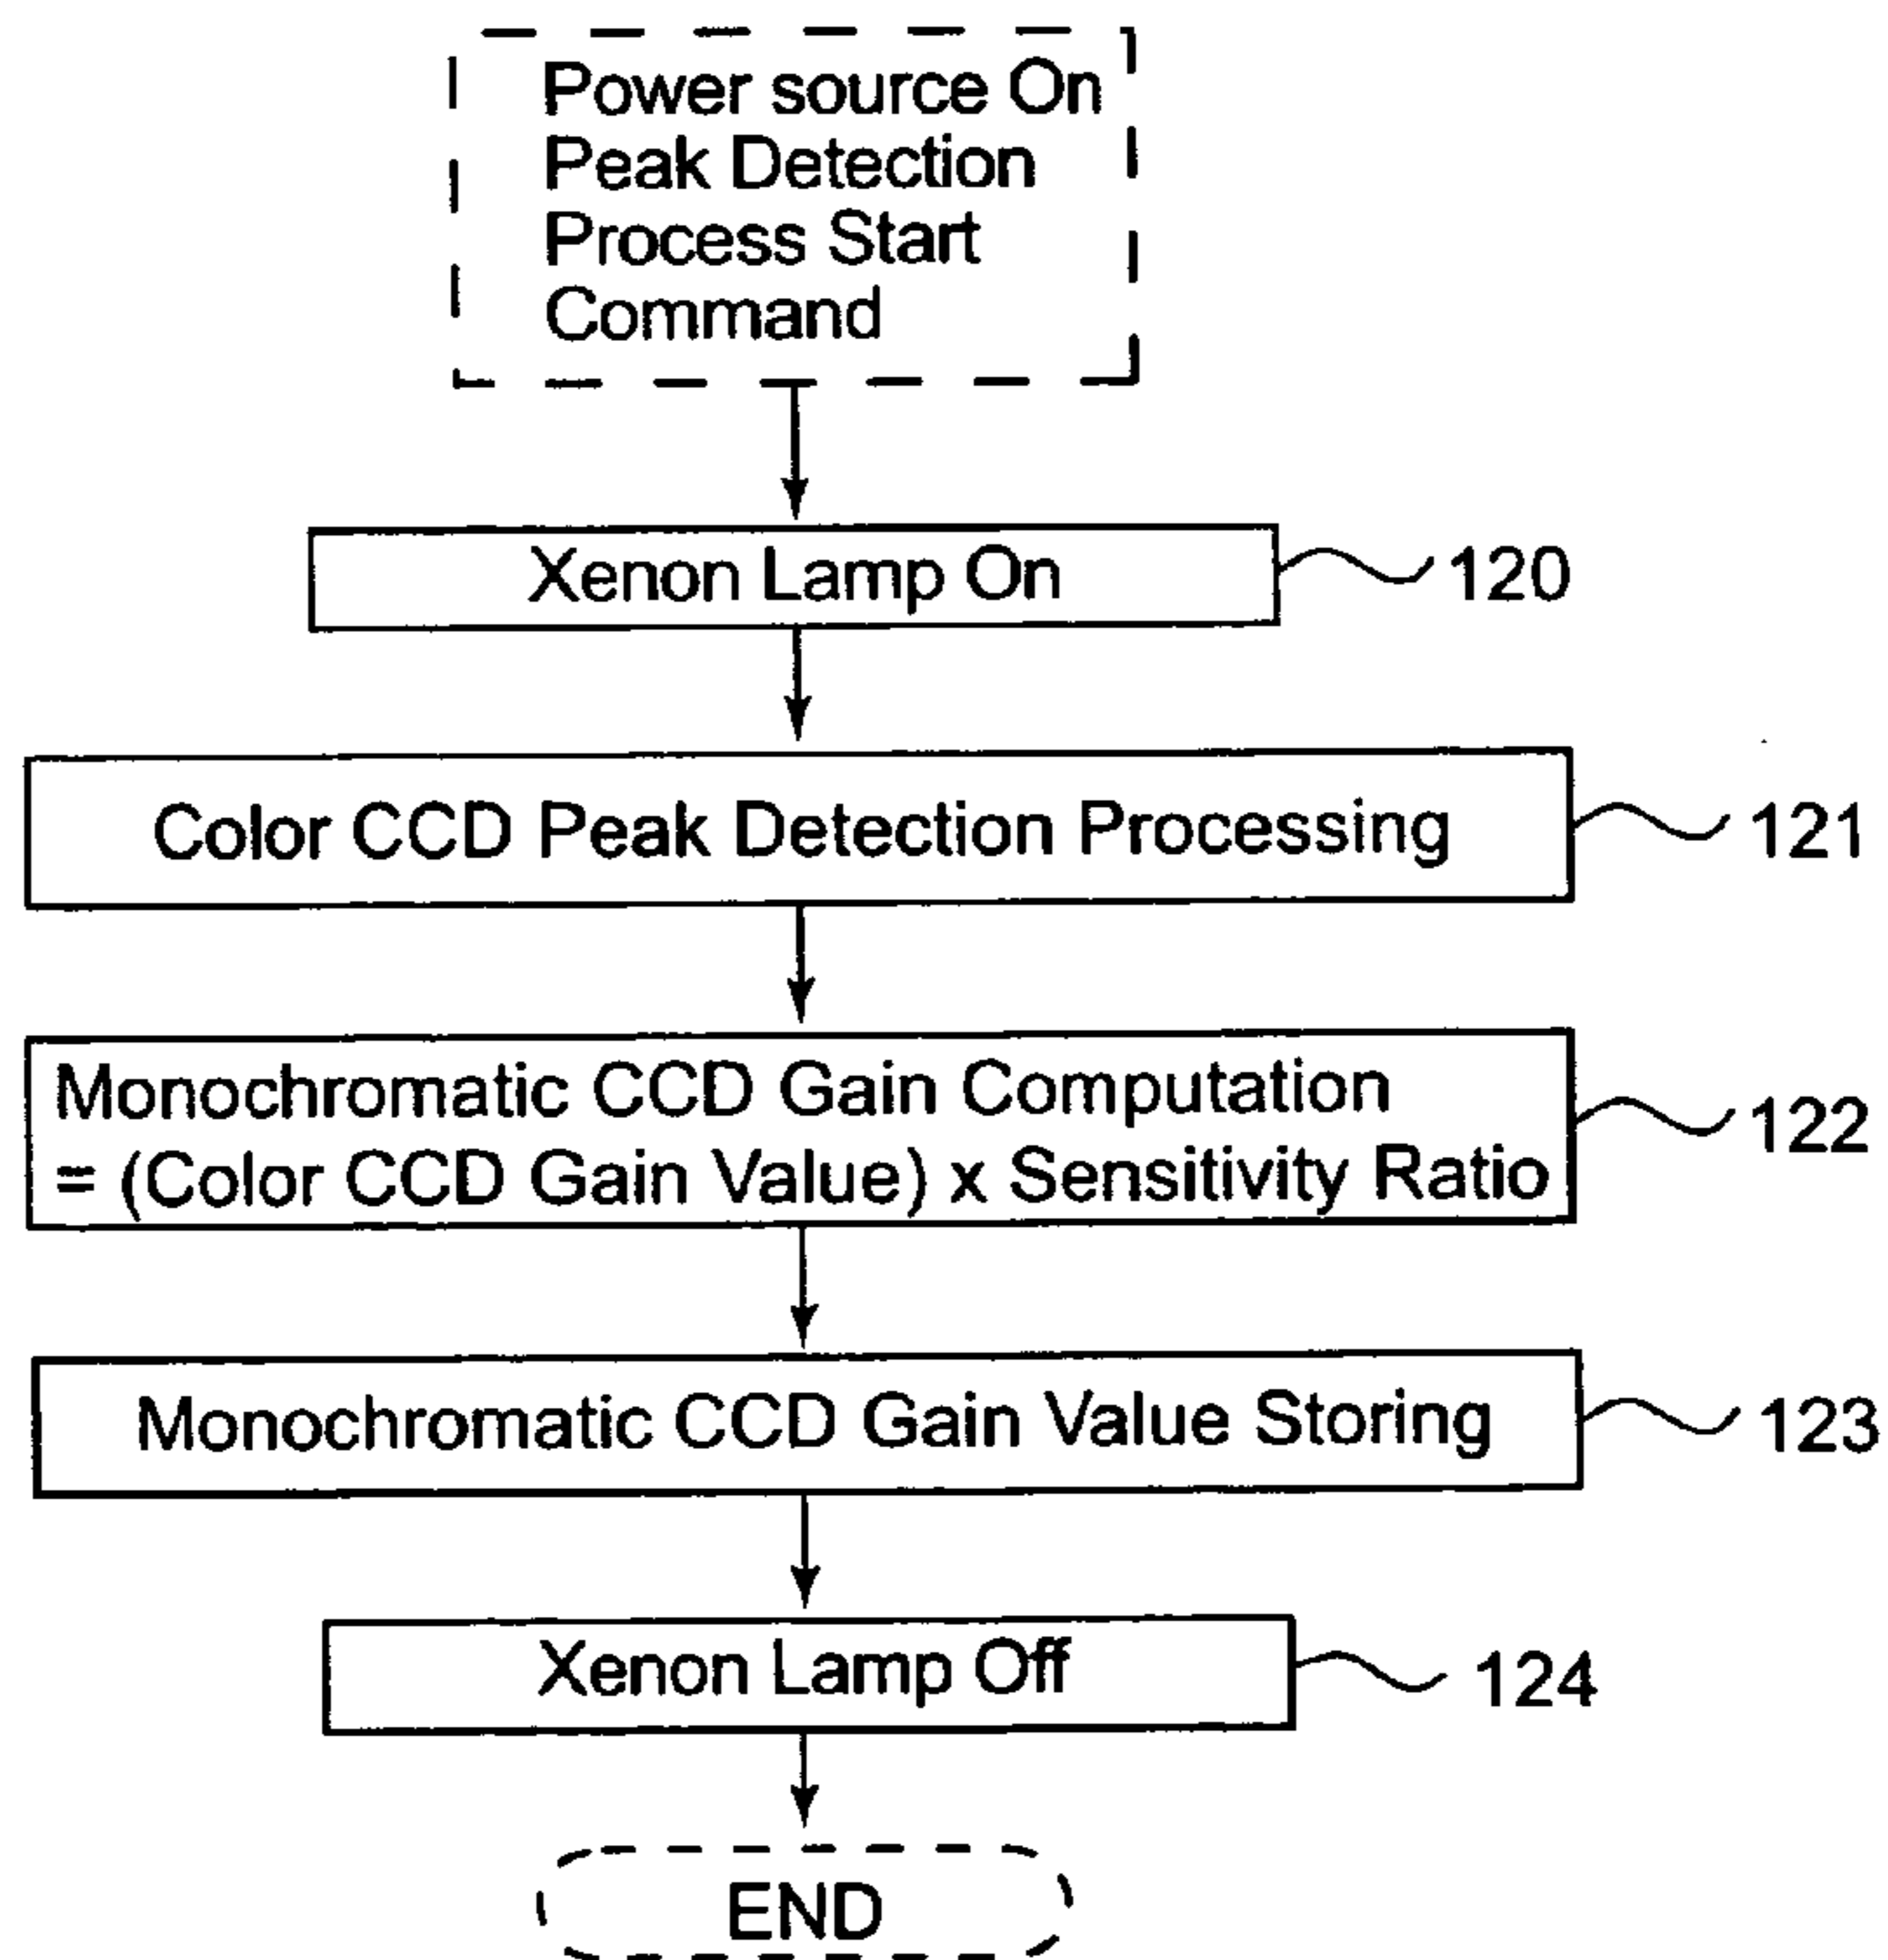 Power source On
Peak Detection
Process Start
Command
Xenon Lamp On
120
Color CCD Peak Detection Processing
121
Monochromatic CCD Gain Computation
= (Color CCD Gain Value) x Sensitivity Ratio
122
Monochromatic CCD Gain Value Storing
123
Xenon Lamp Off
124
END